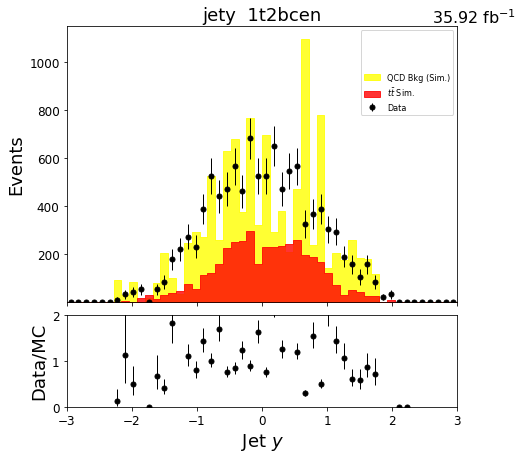 jety 1t2bcen
35.92 fb⁻¹
QCD Bkg (Sim.)
tt̄ Sim.
Data
Events
1000
800
600
400
200
Data/MC
2
1
0
−3 −2 −1 0 1 2 3
Jet y